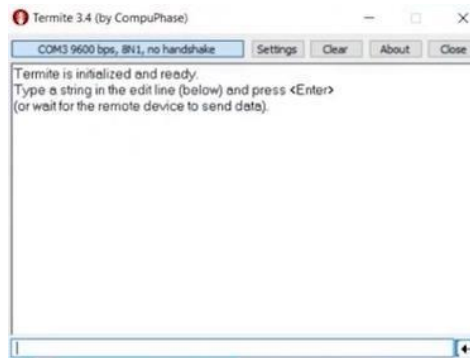 Termite 3.4 (by CompuPhase)
COM3 9600 bps, 8N1, no handshake Settings Clear About Close
Termite is initialized and ready.
Type a string in the edit line (below) and press <Enter>
(or wait for the remote device to send data).